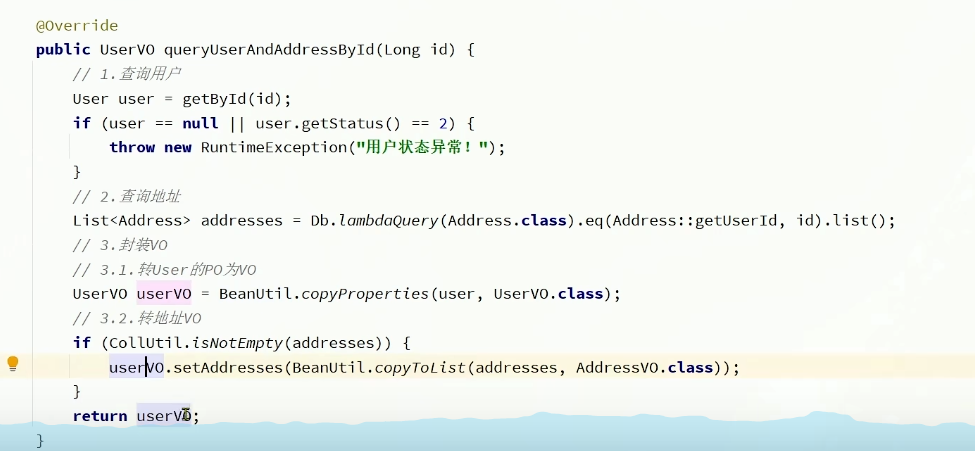 @Override
public UserVO queryUserAndAddressById(Long id) {
// 1.查询用户
User user = getById(id);
if (user == null || user.getStatus() == 2) {
throw new RuntimeException("用户状态异常！");
}
// 2.查询地址
List<Address> addresses = Db.lambdaQuery(Address.class).eq(Address::getUserId, id).list();
// 3.封装VO
// 3.1.转User的PO为VO
UserVO userVO = BeanUtil.copyProperties(user, UserVO.class);
// 3.2.转地址VO
if (CollUtil.isNotEmpty(addresses)) {
userVO.setAddresses(BeanUtil.copyToList(addresses, AddressVO.class));
}
return userVO;
}